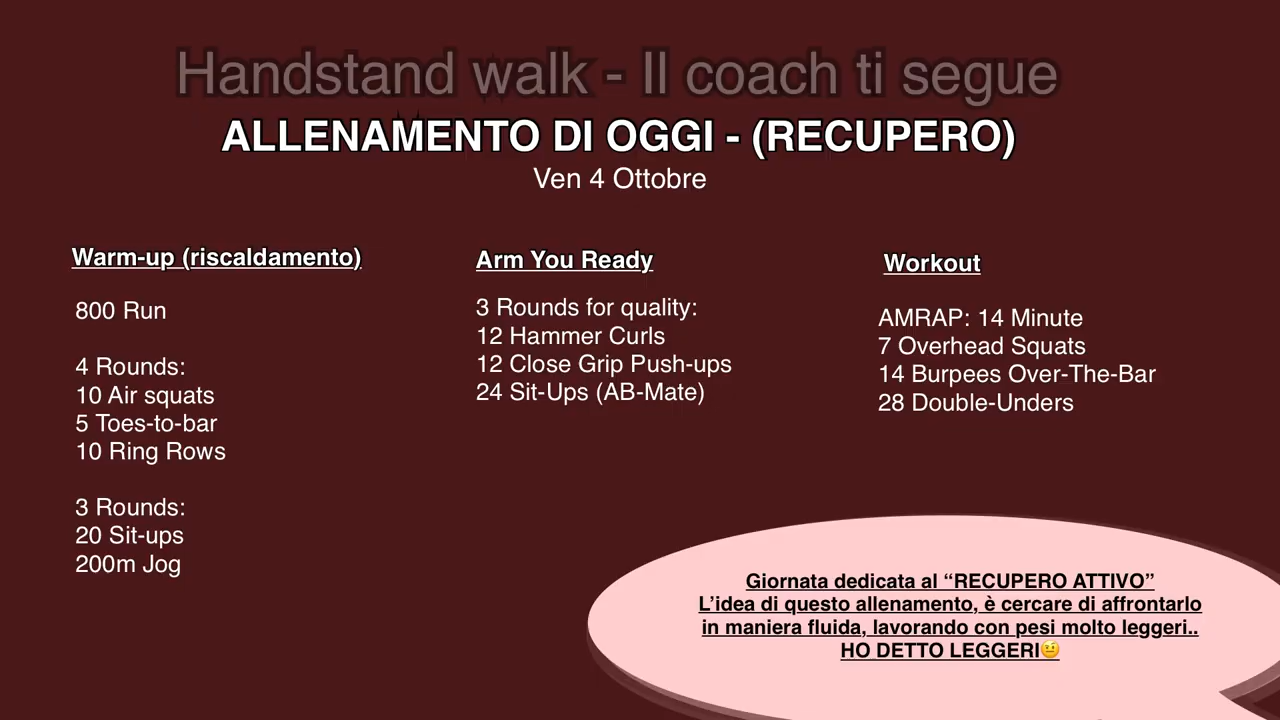 Handstand walk - Il coach ti segue
ALLENAMENTO DI OGGI - (RECUPERO)
Ven 4 Ottobre
Warm-up (riscaldamento)
800 Run
4 Rounds:
10 Air squats
5 Toes-to-bar
10 Ring Rows
3 Rounds:
20 Sit-ups
200m Jog
Arm You Ready
3 Rounds for quality:
12 Hammer Curls
12 Close Grip Push-ups
24 Sit-Ups (AB-Mate)
Workout
AMRAP: 14 Minute
7 Overhead Squats
14 Burpees Over-The-Bar
28 Double-Unders
Giornata dedicata al “RECUPERO ATTIVO”
L’idea di questo allenamento, è cercare di affrontarlo
in maniera fluida, lavorando con pesi molto leggeri..
HO DETTO LEGGERI🤨